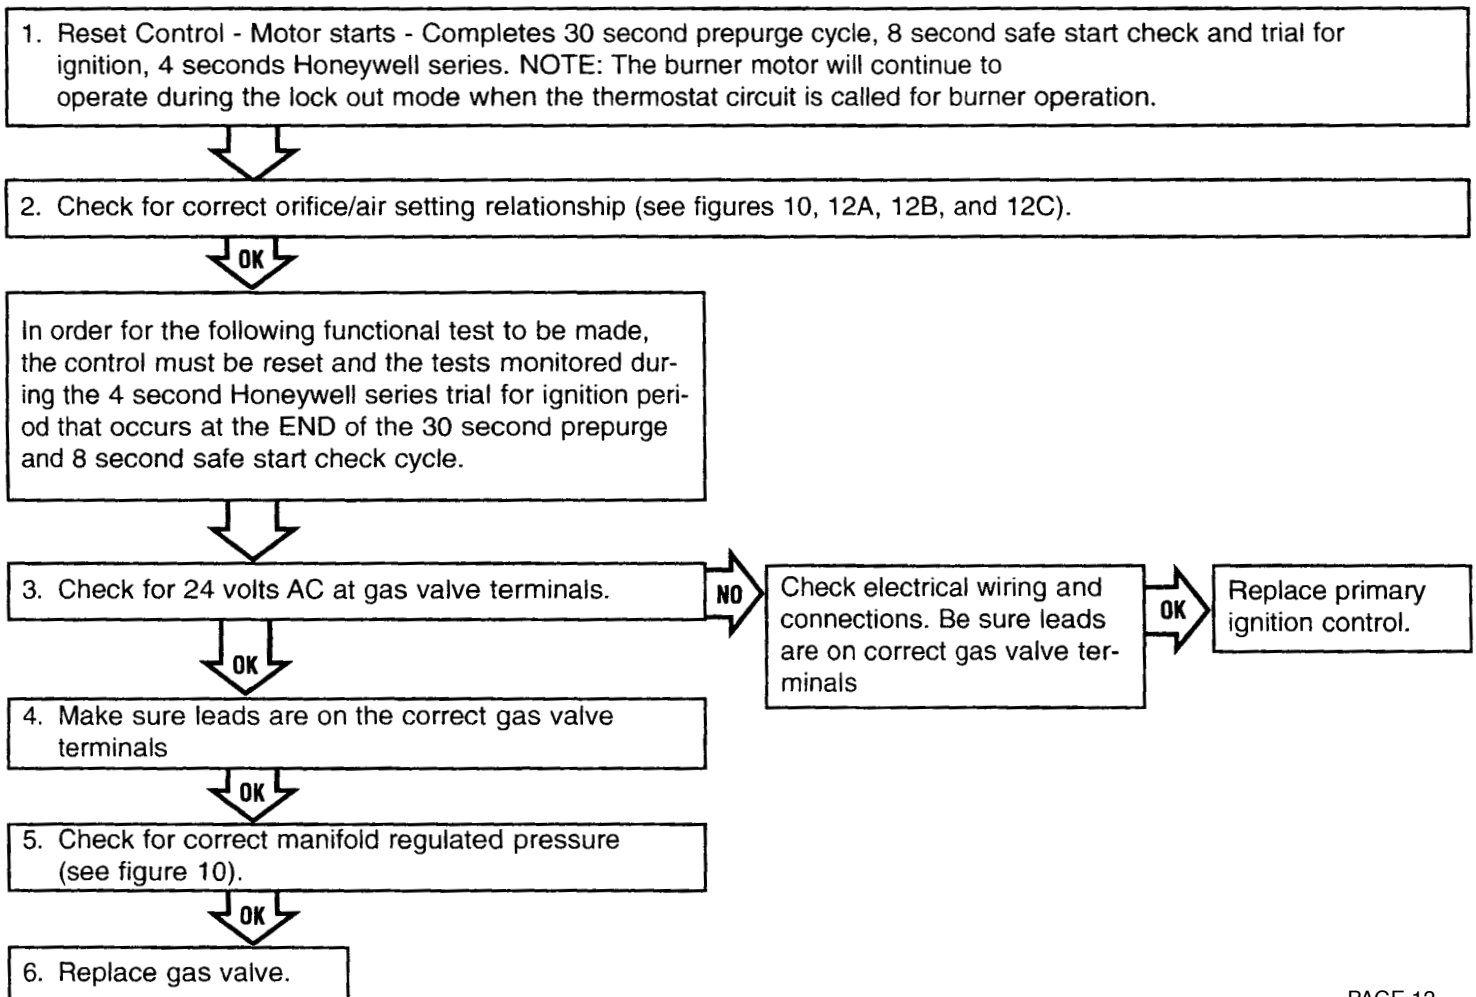 1. Reset Control - Motor starts - Completes 30 second prepurge cycle, 8 second safe start check and trial for
ignition, 4 seconds Honeywell series. NOTE: The burner motor will continue to
operate during the lock out mode when the thermostat circuit is called for burner operation.
2. Check for correct orifice/air setting relationship (see figures 10, 12A, 12B, and 12C).
OK
In order for the following functional test to be made,
the control must be reset and the tests monitored dur-
ing the 4 second Honeywell series trial for ignition peri-
od that occurs at the END of the 30 second prepurge
and 8 second safe start check cycle.
3. Check for 24 volts AC at gas valve terminals.
NO
Check electrical wiring and
connections. Be sure leads
are on correct gas valve ter-
minals
OK
Replace primary
ignition control.
OK
4. Make sure leads are on the correct gas valve
terminals
OK
5. Check for correct manifold regulated pressure
(see figure 10).
OK
6. Replace gas valve.